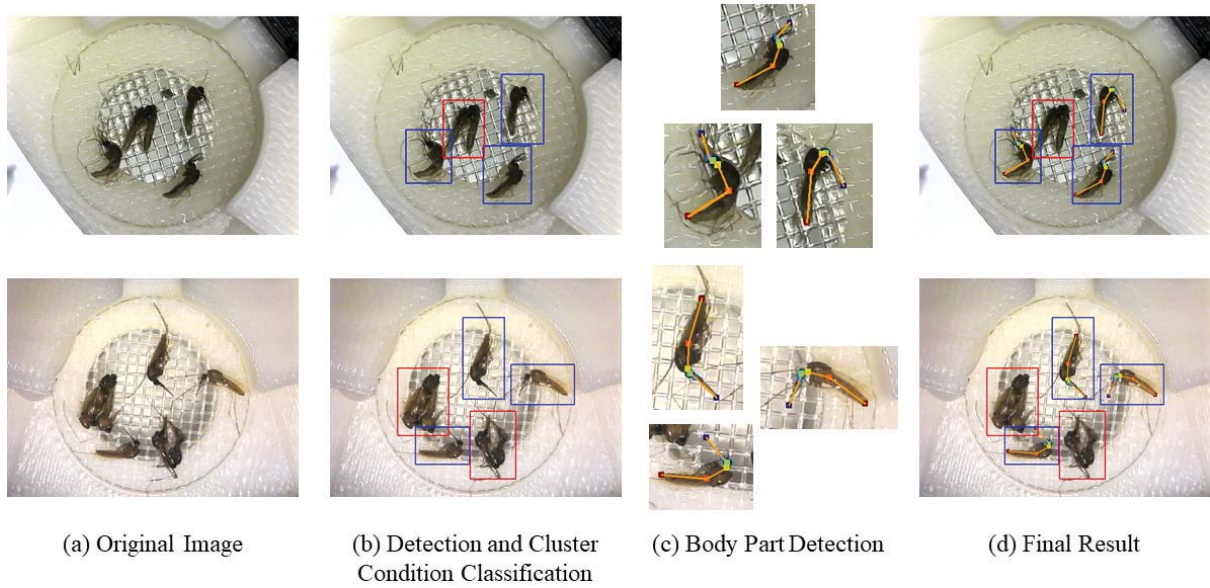 (a) Original Image
(b) Detection and Cluster
Condition Classification
(c) Body Part Detection
(d) Final Result